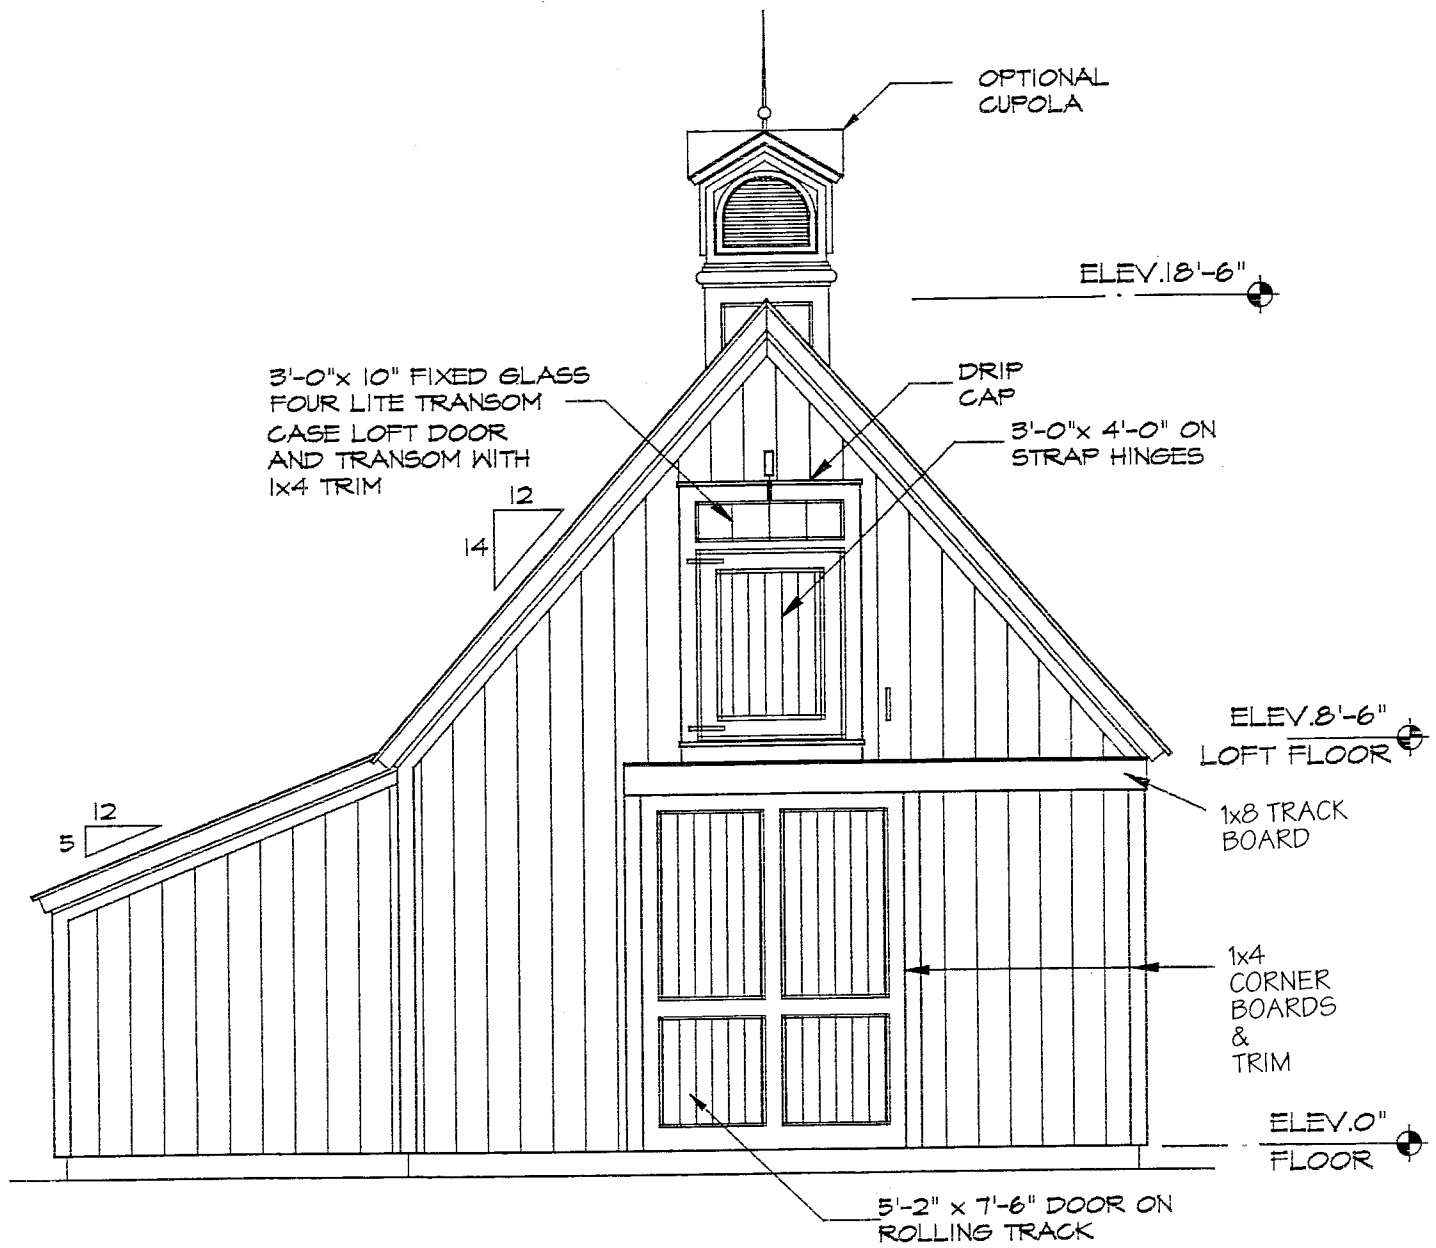 OPTIONAL
CUPOLA
ELEV.18'-6"
3'-0"x 10" FIXED GLASS
FOUR LITE TRANSOM
CASE LOFT DOOR
AND TRANSOM WITH
1x4 TRIM
DRIP
CAP
3'-0"x 4'-0" ON
STRAP HINGES
12
14
ELEV.8'-6"
LOFT FLOOR
12
5
1x8 TRACK
BOARD
1x4
CORNER
BOARDS
&
TRIM
ELEV.0"
FLOOR
5'-2" x 7'-6" DOOR ON
ROLLING TRACK